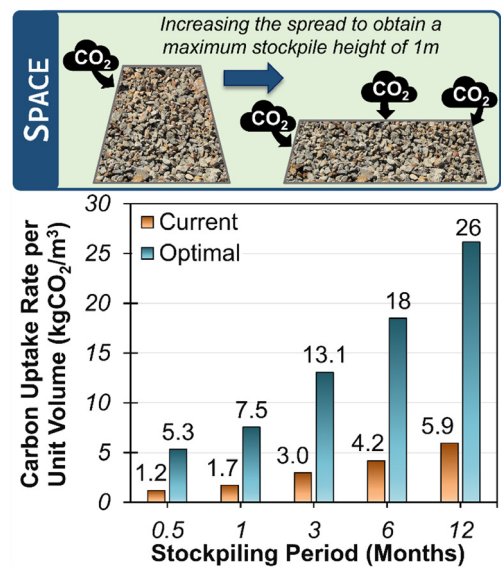 SPACE
Increasing the spread to obtain a
maximum stockpile height of 1m
CO2
CO2
CO2
CO2
Carbon Uptake Rate per
Unit Volume (kgCO2/m³)
30
25
20
15
10
5
0
Current
Optimal
1.2
5.3
1.7
7.5
3.0
13.1
4.2
18
5.9
26
0.5
1
3
6
12
Stockpiling Period (Months)